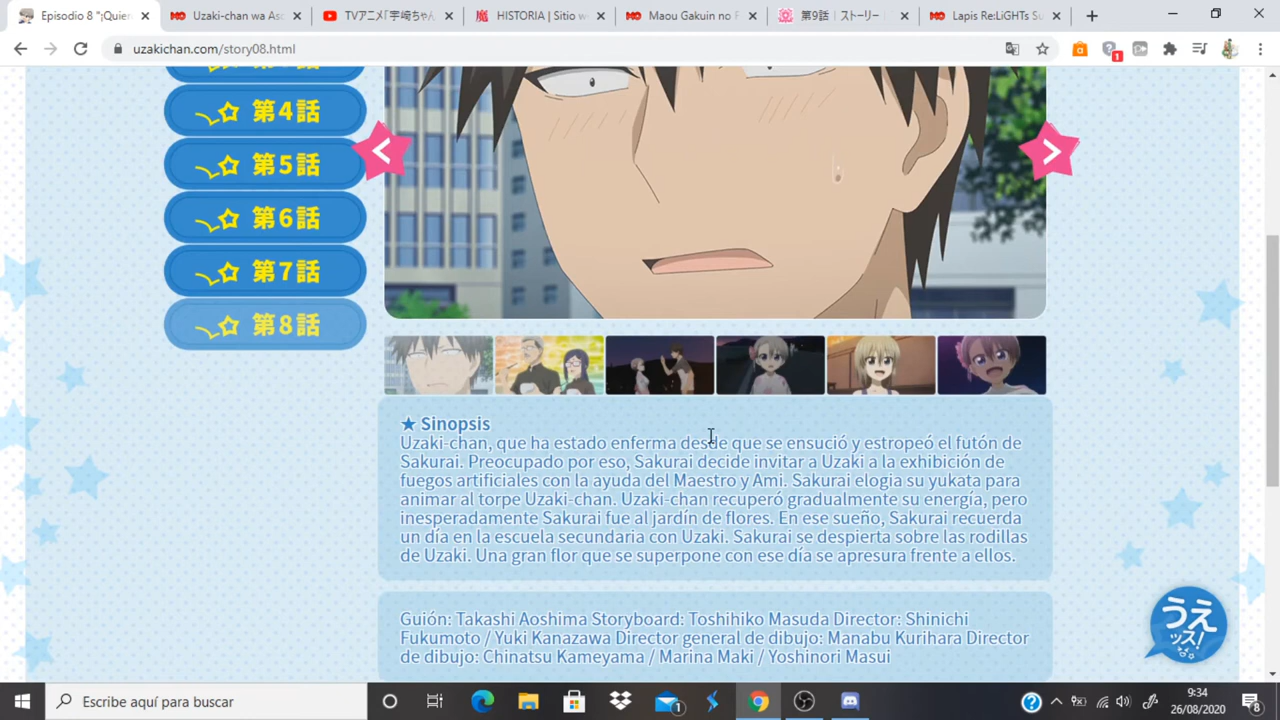 Episodio 8 "¡Quier
Uzaki-chan wa Aso
TVアニメ「宇崎ちゃん
HISTORIA | Sitio w
Maou Gakuin no F
第9話 | ストーリー |
Lapis Re:LiGHTs Su
uzakichan.com/story08.html
1
第4話
第5話
第6話
第7話
第8話
★ Sinopsis
Uzaki-chan, que ha estado enferma desde que se ensució y estropeó el futón de
Sakurai. Preocupado por eso, Sakurai decide invitar a Uzaki a la exhibición de
fuegos artificiales con la ayuda del Maestro y Ami. Sakurai elogia su yukata para
animar al torpe Uzaki-chan. Uzaki-chan recuperó gradualmente su energía, pero
inesperadamente Sakurai fue al jardín de flores. En ese sueño, Sakurai recuerda
un día en la escuela secundaria con Uzaki. Sakurai se despierta sobre las rodillas
de Uzaki. Una gran flor que se superpone con ese día se apresura frente a ellos.
Guión: Takashi Aoshima Storyboard: Toshihiko Masuda Director: Shinichi
Fukumoto / Yuki Kanazawa Director general de dibujo: Manabu Kurihara Director
de dibujo: Chinatsu Kameyama / Marina Maki / Yoshinori Masui
うえ
ッス!
Escribe aquí para buscar
1
9:34
26/08/2020
8